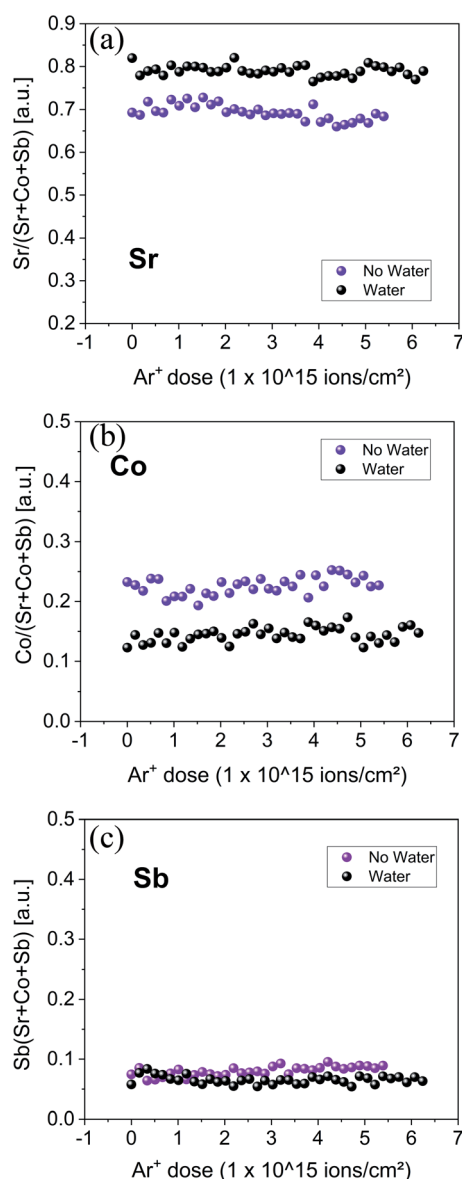 (a)
Sr/(Sr+Co+Sb) [a.u.]
0.9
0.8
0.7
0.6
0.5
0.4
0.3
0.2
Sr
No Water
Water
-1 0 1 2 3 4 5 6 7
Ar⁺ dose (1 x 10^15 ions/cm²)
(b)
Co/(Sr+Co+Sb) [a.u.]
0.5
0.4
0.3
0.2
0.1
0.0
Co
No Water
Water
-1 0 1 2 3 4 5 6 7
Ar⁺ dose (1 x 10^15 ions/cm²)
(c)
Sb(Sr+Co+Sb) [a.u.]
0.5
0.4
0.3
0.2
0.1
0.0
Sb
No Water
Water
-1 0 1 2 3 4 5 6 7
Ar⁺ dose (1 x 10^15 ions/cm²)